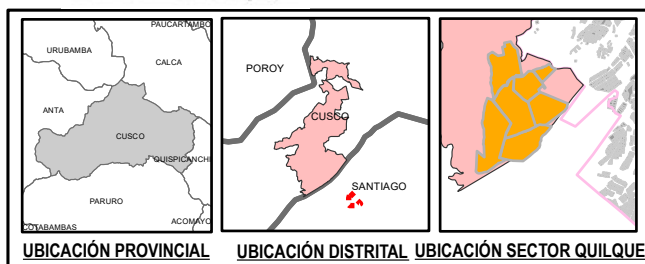 PAUCARTAMBO
URUBAMBA
CALCA
ANTA
CUSCO
QUISPICANCHI
PARURO
ACOMAYO
COTABAMBAS
UBICACIÓN PROVINCIAL
POROY
CUSCO
SANTIAGO
UBICACIÓN DISTRITAL
UBICACIÓN SECTOR QUILQUE